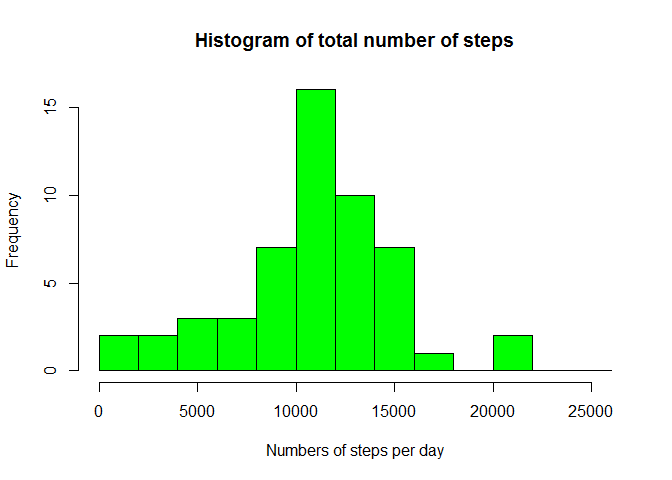 Histogram of total number of steps
Frequency
15
10
5
0
0 5000 10000 15000 20000 25000
Numbers of steps per day